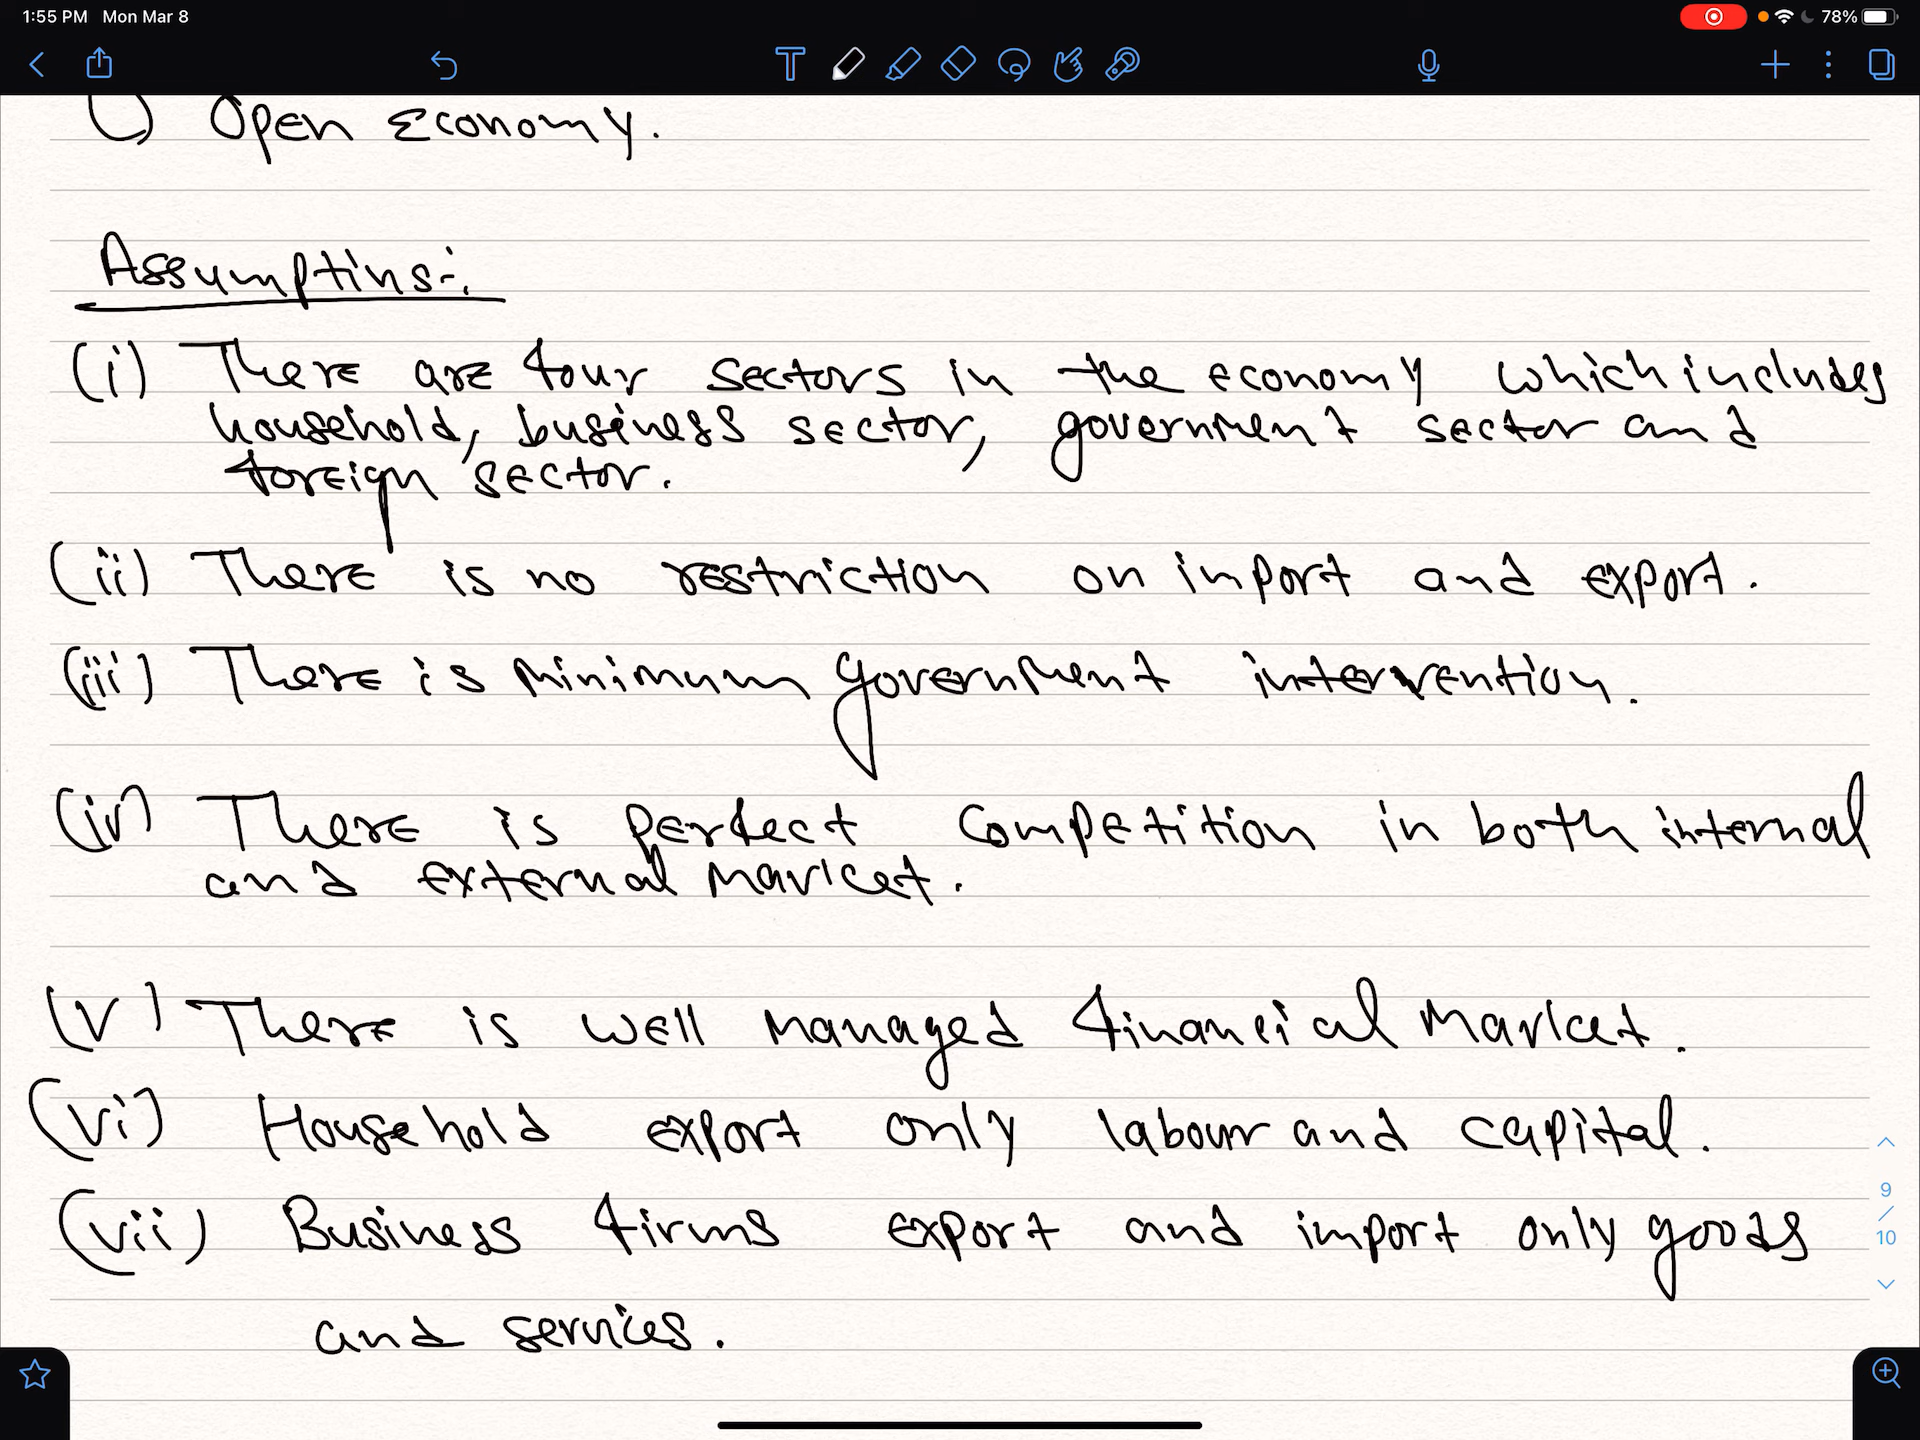 1:55 PM Mon Mar 8
78%
Open Economy.
Assumptins:-
(i) There are four sectors in the economy which includes
household, business sector, government sector and
foreign sector.
(ii) There is no restriction on import and export.
(iii) There is minimum government intervention.
(iv) There is perfect competition in both internal
and external market.
(v) There is well managed financial market.
(vi) Household export only labour and capital.
(vii) Business firms export and import only goods
and services.
9
/
10